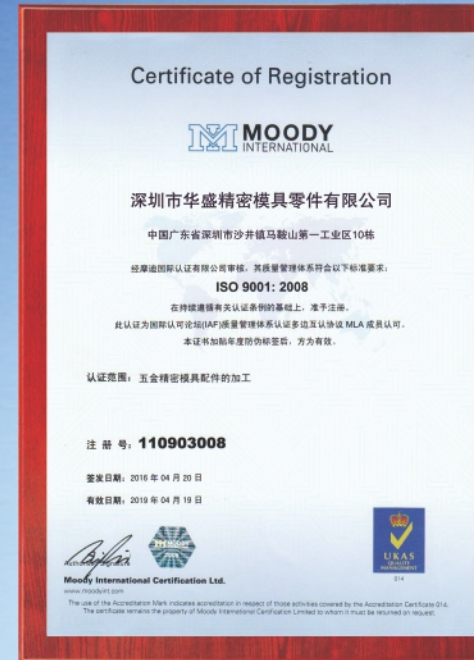 Certificate of Registration
MOODY
INTERNATIONAL
深圳市华盛精密模具零件有限公司
中国广东省深圳市沙井镇马鞍山第一工业区10栋
经摩迪国际认证有限公司审核，其质量管理体系符合以下标准要求：
ISO 9001: 2008
在持续遵循有关认证条例的基础上，准予注册。
此认证为国际认可论坛(IAF)质量管理体系认证多边互认协议 MLA 成员认可。
本证书加贴年度防伪标签后，方为有效。
认证范围：五金精密模具配件的加工
注 册 号：110903008
签发日期：2016 年 04 月 20 日
有效日期：2019 年 04 月 19 日
Moody International Certification Ltd.
www.moodyint.com
UKAS
QUALITY
MANAGEMENT
014
The use of the Accreditation Mark indicates accreditation in respect of those activities covered by the Accreditation Certificate 014.
The certificate remains the property of Moody International Certification Limited to whom it must be returned on request.